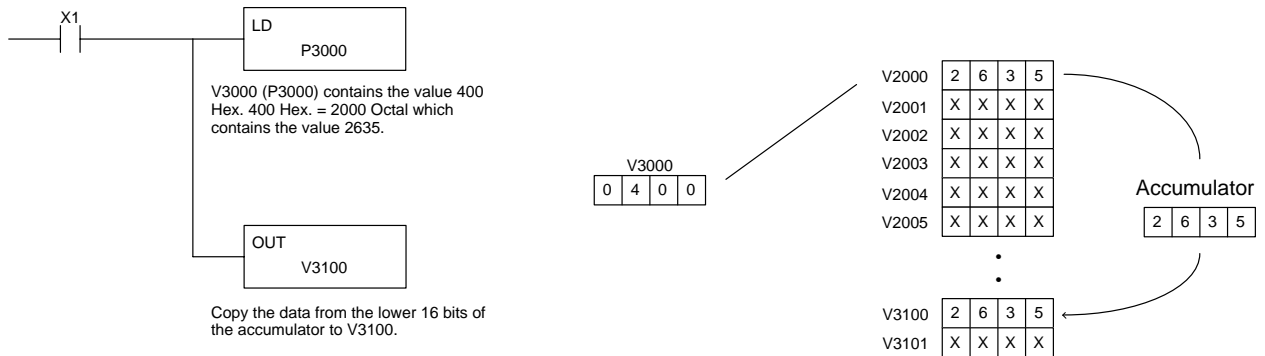 X1
LD
P3000
V3000 (P3000) contains the value 400
Hex. 400 Hex. = 2000 Octal which
contains the value 2635.
OUT
V3100
Copy the data from the lower 16 bits of
the accumulator to V3100.
V3000
0 4 0 0
V2000 2 6 3 5
V2001 X X X X
V2002 X X X X
V2003 X X X X
V2004 X X X X
V2005 X X X X
Accumulator
2 6 3 5
V3100 2 6 3 5
V3101 X X X X